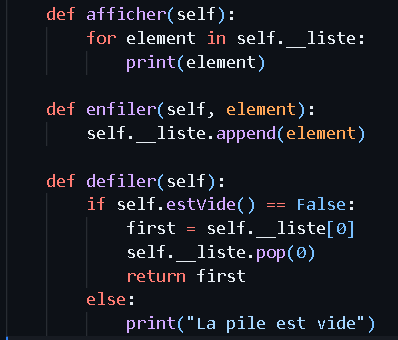 def afficher(self):
    for element in self.__liste:
        print(element)

def enfiler(self, element):
    self.__liste.append(element)

def defiler(self):
    if self.estVide() == False:
        first = self.__liste[0]
        self.__liste.pop(0)
        return first
    else:
        print("La pile est vide")